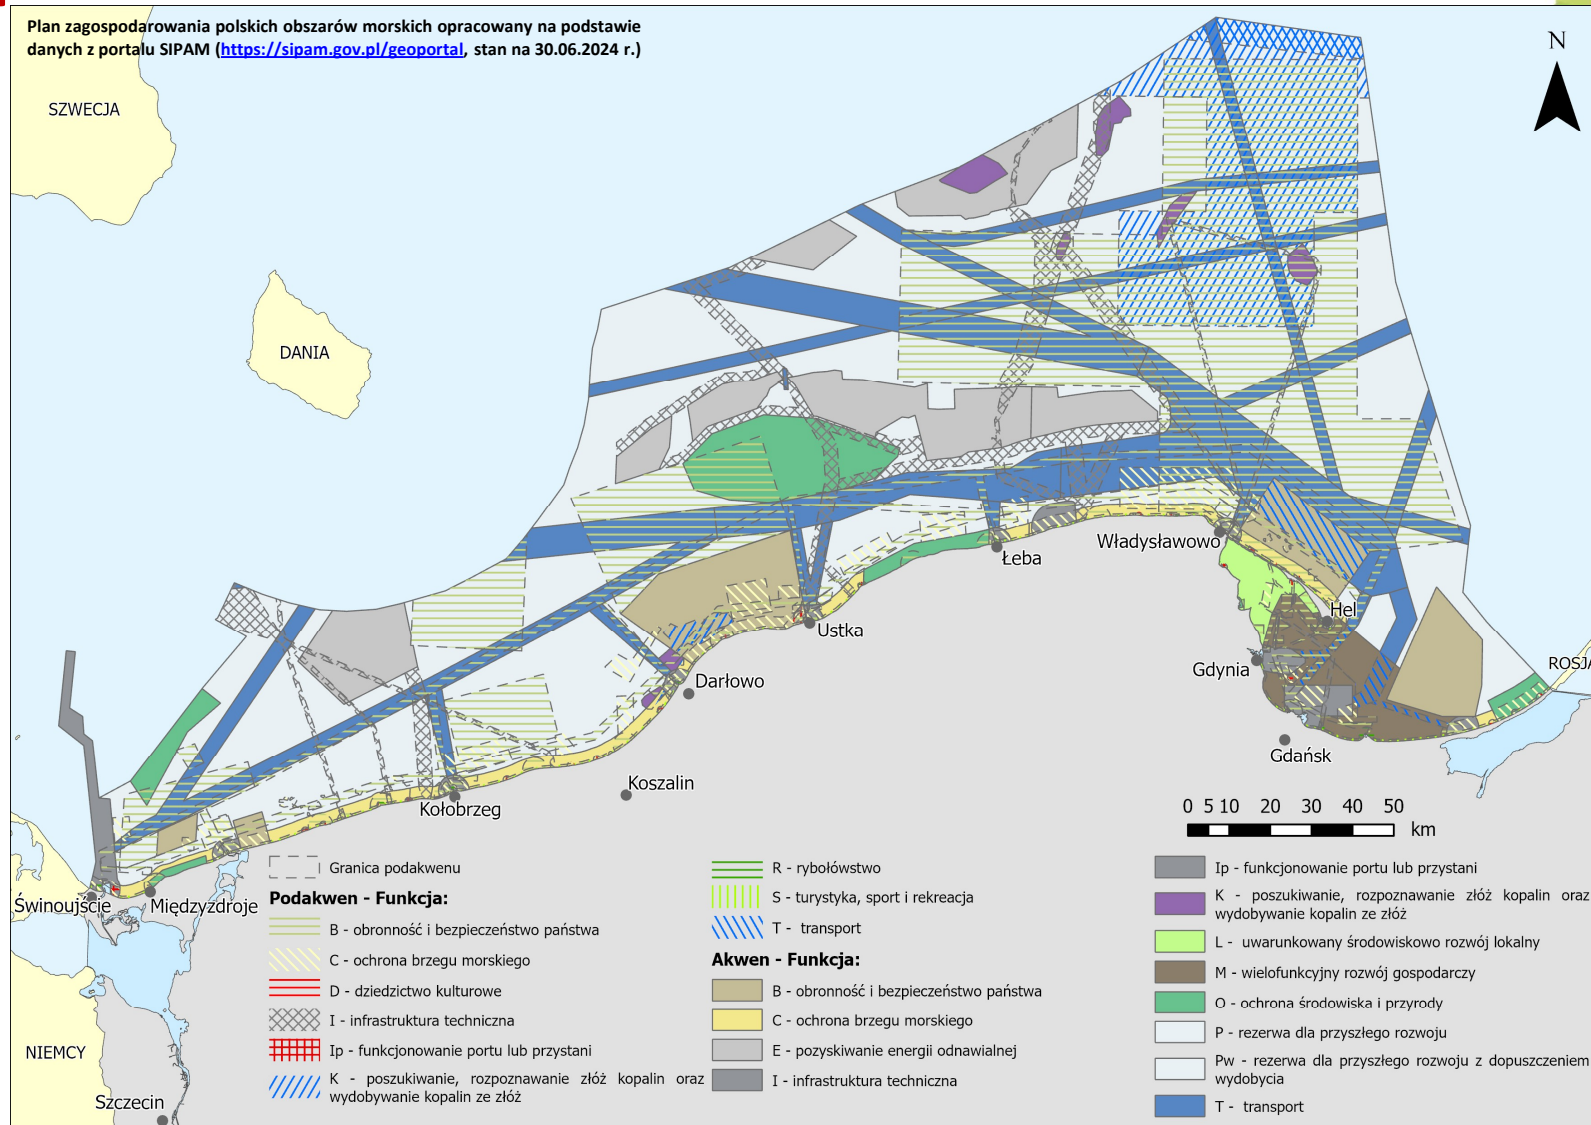 Plan zagospodarowania polskich obszarów morskich opracowany na podstawie
danych z portalu SIPAM (https://sipam.gov.pl/geoportal, stan na 30.06.2024 r.)
N
SZWECJA
DANIA
Łeba
Władysławowo
Hel
Ustka
Gdynia
ROSJA
Darłowo
Gdańsk
Koszalin
Kołobrzeg
0 5 10 20 30 40 50
km
Świnoujście
Międzyzdroje
NIEMCY
Szczecin
Granica podakwenu
Podakwen - Funkcja:
B - obronność i bezpieczeństwo państwa
C - ochrona brzegu morskiego
D - dziedzictwo kulturowe
I - infrastruktura techniczna
Ip - funkcjonowanie portu lub przystani
K - poszukiwanie, rozpoznawanie złóż kopalin oraz
wydobywanie kopalin ze złóż
R - rybołówstwo
S - turystyka, sport i rekreacja
T - transport
Akwen - Funkcja:
B - obronność i bezpieczeństwo państwa
C - ochrona brzegu morskiego
E - pozyskiwanie energii odnawialnej
I - infrastruktura techniczna
Ip - funkcjonowanie portu lub przystani
K - poszukiwanie, rozpoznawanie złóż kopalin oraz
wydobywanie kopalin ze złóż
L - uwarunkowany środowiskowo rozwój lokalny
M - wielofunkcyjny rozwój gospodarczy
O - ochrona środowiska i przyrody
P - rezerwa dla przyszłego rozwoju
Pw - rezerwa dla przyszłego rozwoju z dopuszczeniem
wydobycia
T - transport